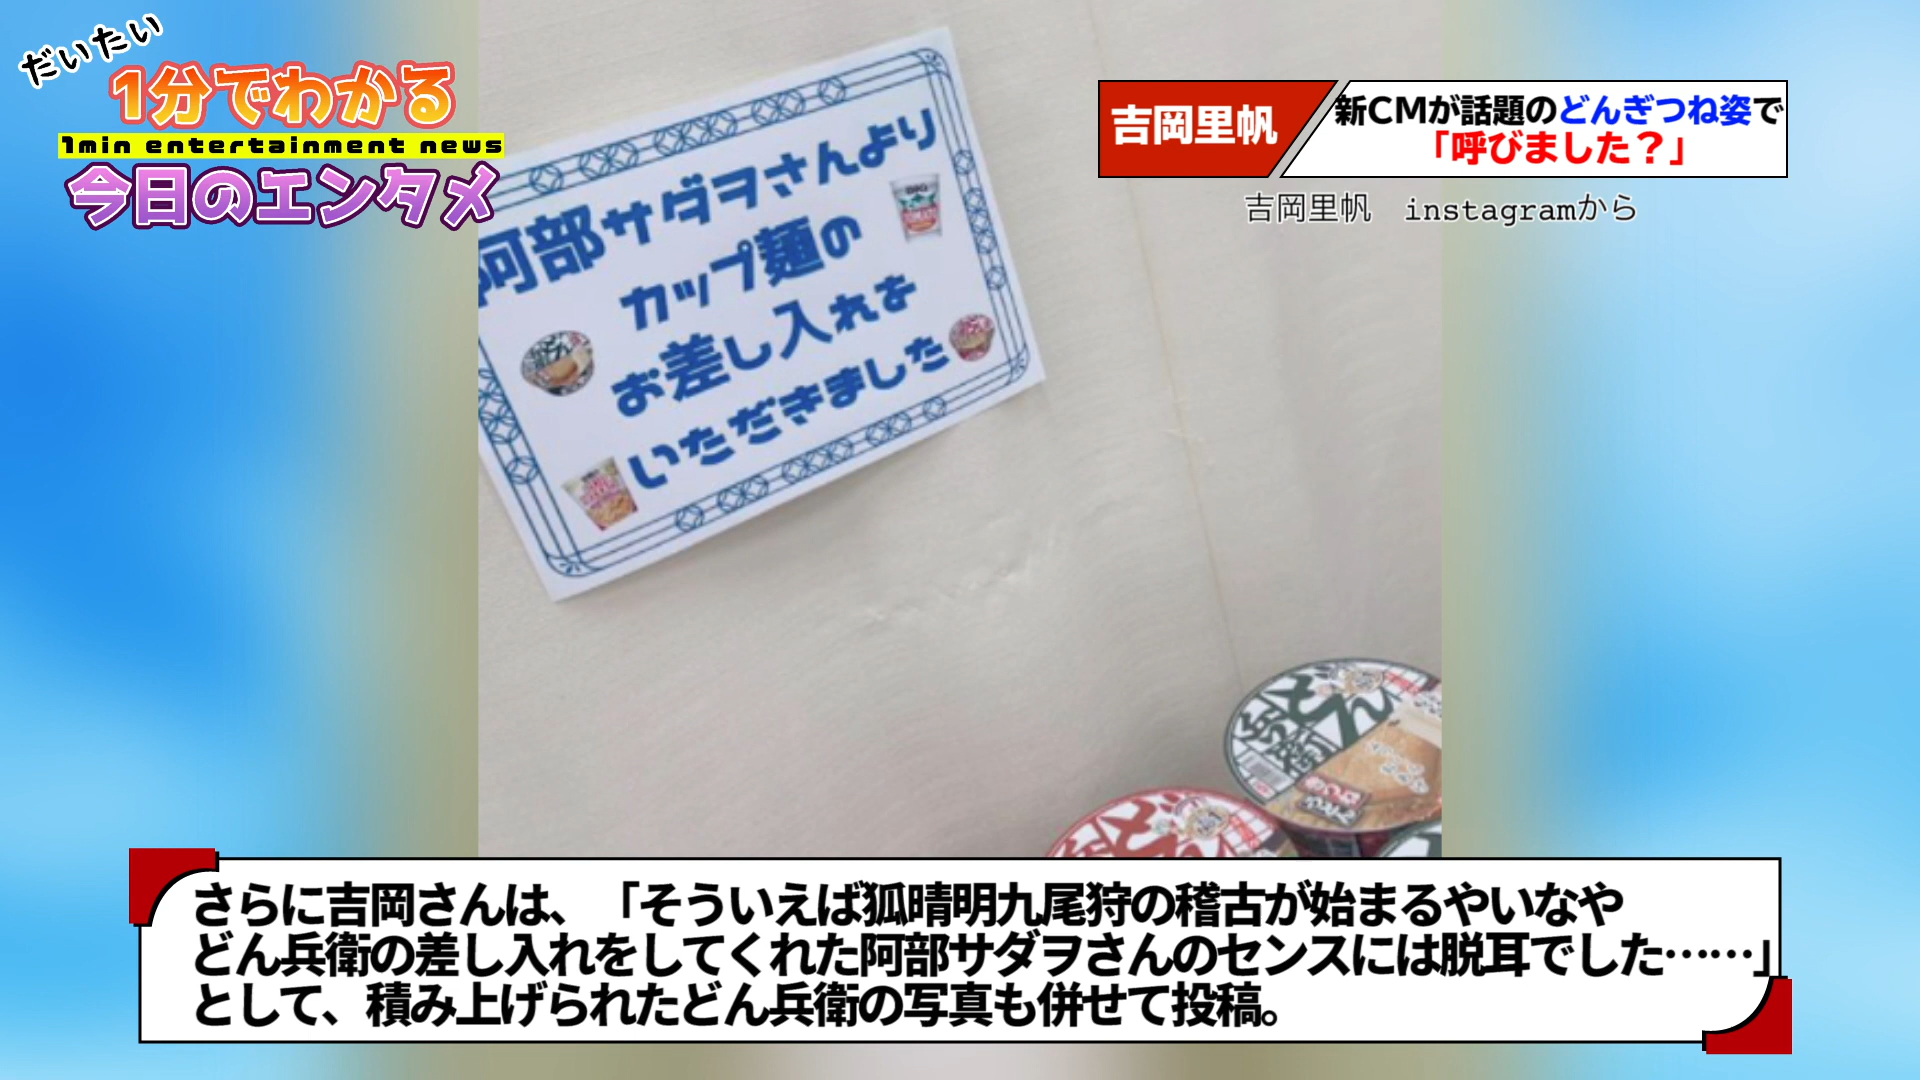 だいたい
1分でわかる
1min entertainment news
今日のエンタメ
吉岡里帆
新CMが話題のどんぎつね姿で
「呼びました？」
吉岡里帆　instagramから
阿部サダヲさんより
カップ麺の
お差し入れを
いただきました
どん兵衛
さらに吉岡さんは、「そういえば狐晴明九尾狩の稽古が始まるやいなや
どん兵衛の差し入れをしてくれた阿部サダヲさんのセンスには脱耳でした……」
として、積み上げられたどん兵衛の写真も併せて投稿。